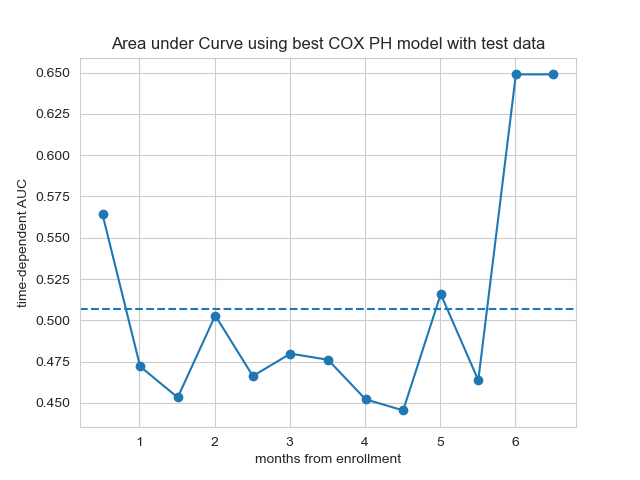 Area under Curve using best COX PH model with test data
0.650
0.625
0.600
0.575
0.550
0.525
0.500
0.475
0.450
time-dependent AUC
1 2 3 4 5 6
months from enrollment